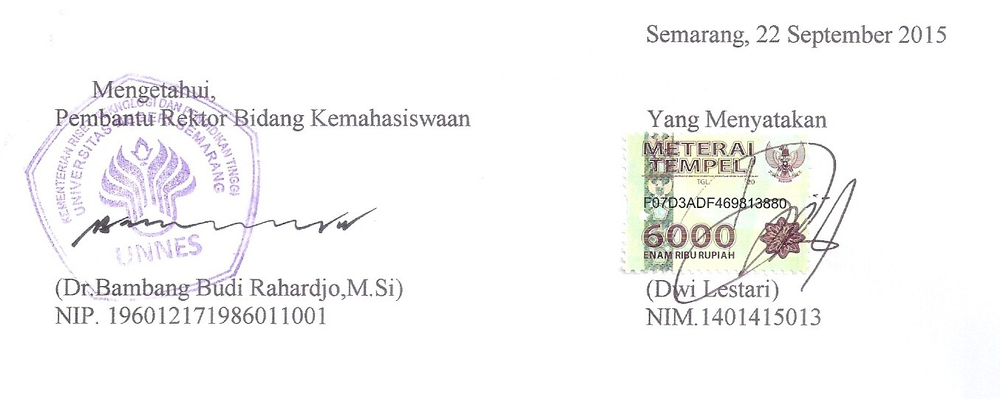 Semarang, 22 September 2015
Mengetahui,
Pembantu Rektor Bidang Kemahasiswaan
KEMENTERIAN RISET, TEKNOLOGI DAN PENDIDIKAN TINGGI
UNIVERSITAS NEGERI SEMARANG
UNNES
(Dr.Bambang Budi Rahardjo,M.Si)
NIP. 196012171986011001
Yang Menyatakan
METERAI
TEMPEL
TGL. 20
F07D3ADF469813880
6000
ENAM RIBU RUPIAH
(Dwi Lestari)
NIM.1401415013